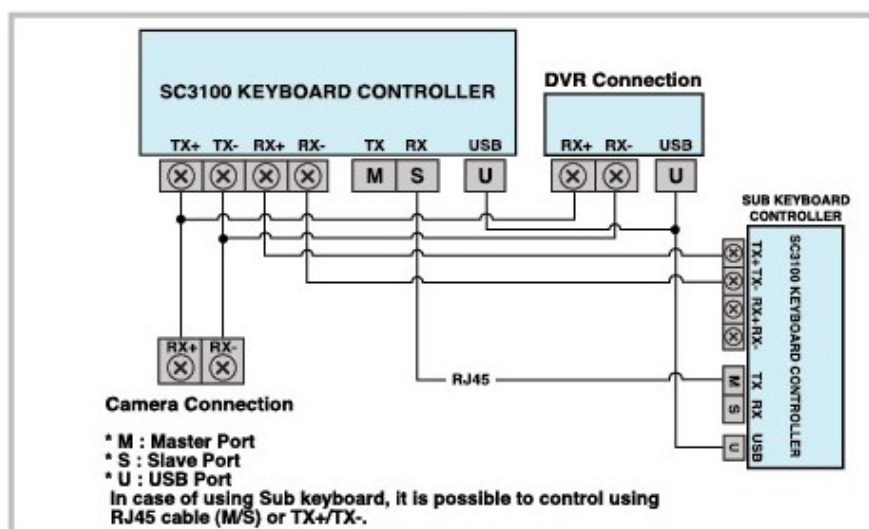 SC3100 KEYBOARD CONTROLLER
TX+ TX- RX+ RX- TX RX USB
M S U
DVR Connection
RX+ RX- USB
U
SUB KEYBOARD
CONTROLLER
SC3100 KEYBOARD CONTROLLER
TX+ TX- RX+ RX- TX RX USB
M S U
RX+ RX-
Camera Connection
RJ45
* M : Master Port
* S : Slave Port
* U : USB Port
In case of using Sub keyboard, it is possible to control using
RJ45 cable (M/S) or TX+/TX-.